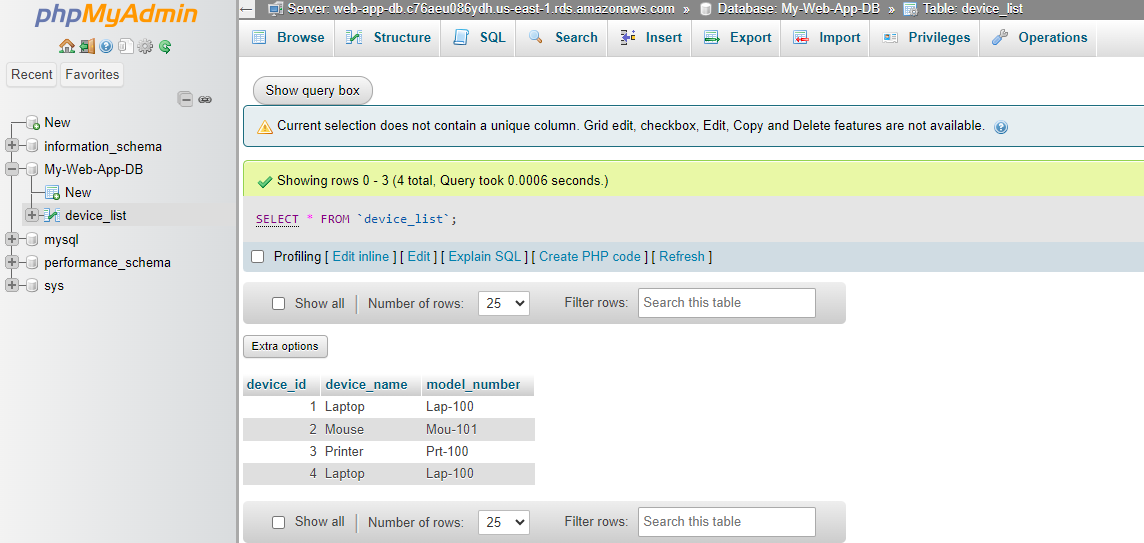 phpMyAdmin
Recent Favorites
New
information_schema
My-Web-App-DB
New
device_list
mysql
performance_schema
sys
Server: web-app-db.c76aeu086ydh.us-east-1.rds.amazonaws.com » Database: My-Web-App-DB » Table: device_list
Browse Structure SQL Search Insert Export Import Privileges Operations
Show query box
Current selection does not contain a unique column. Grid edit, checkbox, Edit, Copy and Delete features are not available.
Showing rows 0 - 3 (4 total, Query took 0.0006 seconds.)
SELECT * FROM `device_list`;
Profiling [ Edit inline ] [ Edit ] [ Explain SQL ] [ Create PHP code ] [ Refresh ]
Show all | Number of rows: 25 Filter rows: Search this table
Extra options
device_id device_name model_number
1 Laptop Lap-100
2 Mouse Mou-101
3 Printer Prt-100
4 Laptop Lap-100
Show all | Number of rows: 25 Filter rows: Search this table